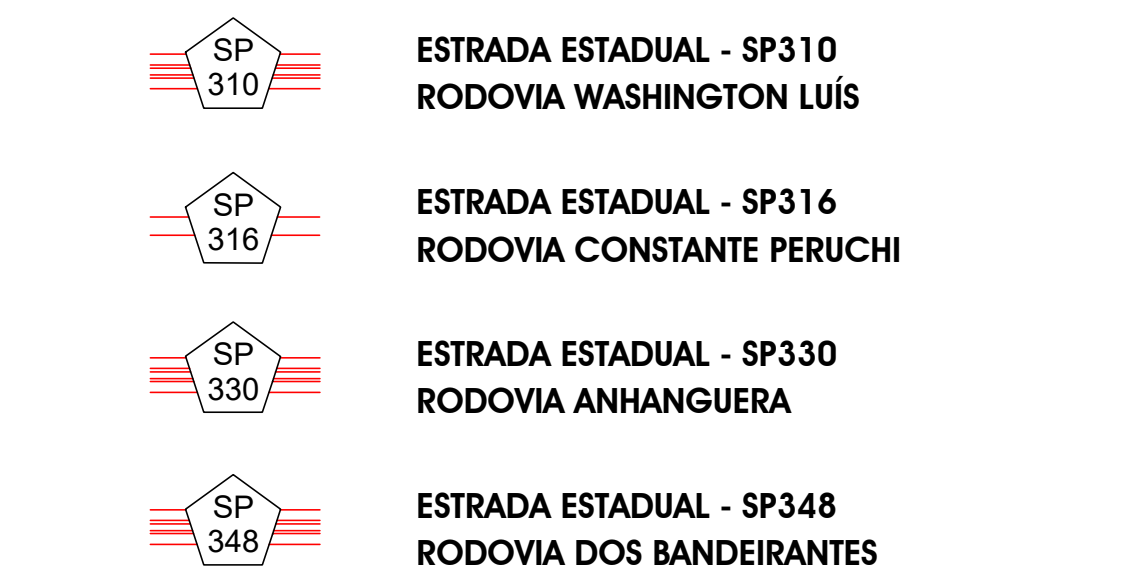 SP
310
ESTRADA ESTADUAL - SP310
RODOVIA WASHINGTON LUÍS
SP
316
ESTRADA ESTADUAL - SP316
RODOVIA CONSTANTE PERUCHI
SP
330
ESTRADA ESTADUAL - SP330
RODOVIA ANHANGUERA
SP
348
ESTRADA ESTADUAL - SP348
RODOVIA DOS BANDEIRANTES